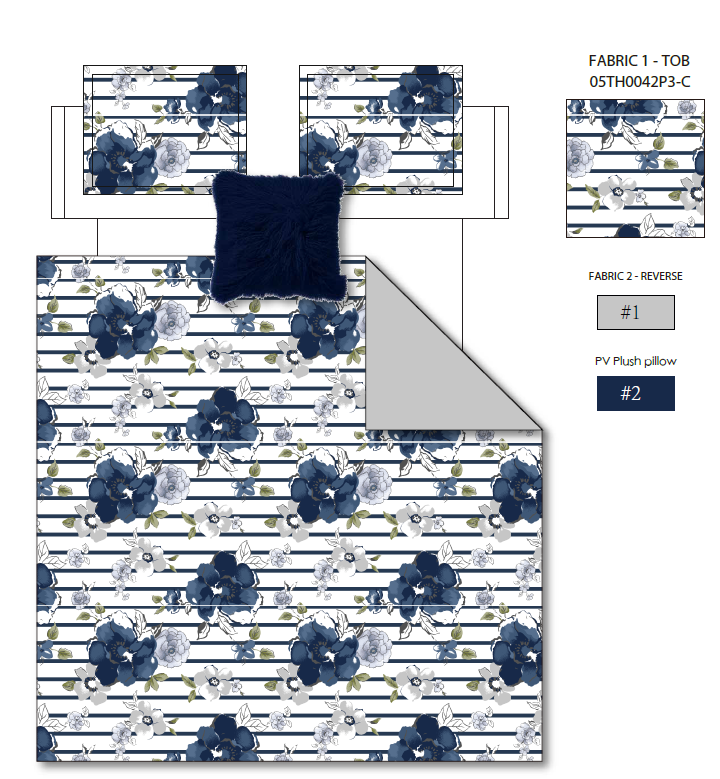 FABRIC 1 - TOB
05TH0042P3-C
FABRIC 2 - REVERSE
#1
PV Plush pillow
#2